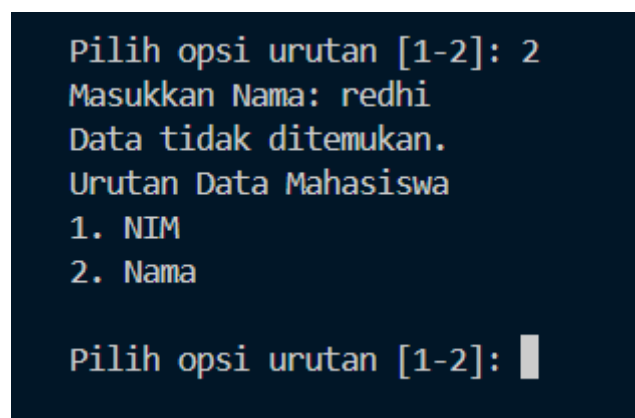 Pilih opsi urutan [1-2]: 2
Masukkan Nama: redhi
Data tidak ditemukan.
Urutan Data Mahasiswa
1. NIM
2. Nama
Pilih opsi urutan [1-2]: